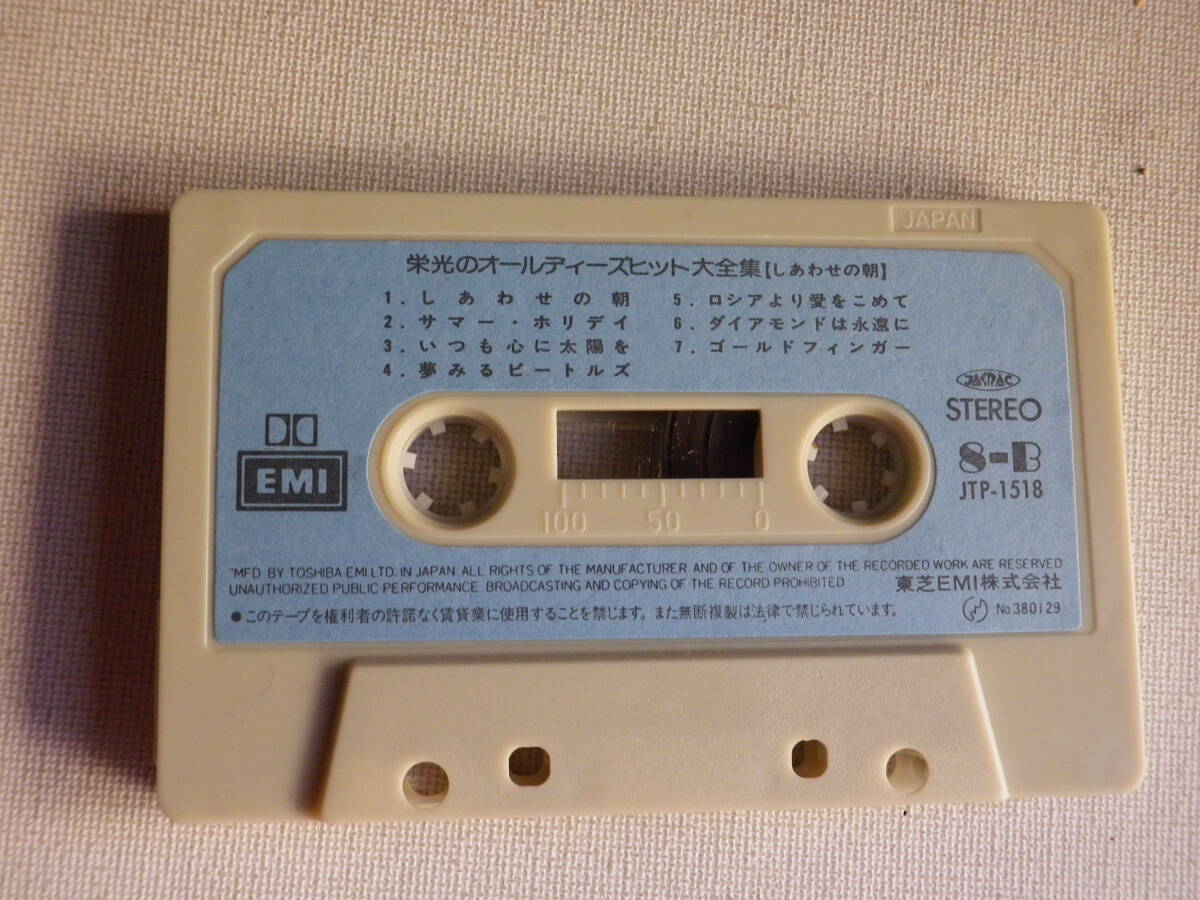 JAPAN
栄光のオールディーズヒット大全集【しあわせの朝】
1．しあわせの朝
2．サマー・ホリデイ
3．いつも心に太陽を
4．夢みるビートルズ
5．ロシアより愛をこめて
6．ダイアモンドは永遠に
7．ゴールドフィンガー
JASRAC
STEREO
8-B
JTP-1518
EMI
100 50 0
"MFD BY TOSHIBA EMI LTD. IN JAPAN ALL RIGHTS OF THE MANUFACTURER AND OF THE OWNER OF THE RECORDED WORK ARE RESERVED
UNAUTHORIZED PUBLIC PERFORMANCE BROADCASTING AND COPYING OF THE RECORD PROHIBITED
東芝EMI株式会社
●このテープを権利者の許諾なく賃貸業に使用することを禁じます。また無断複製は法律で禁じられています。
No.380129